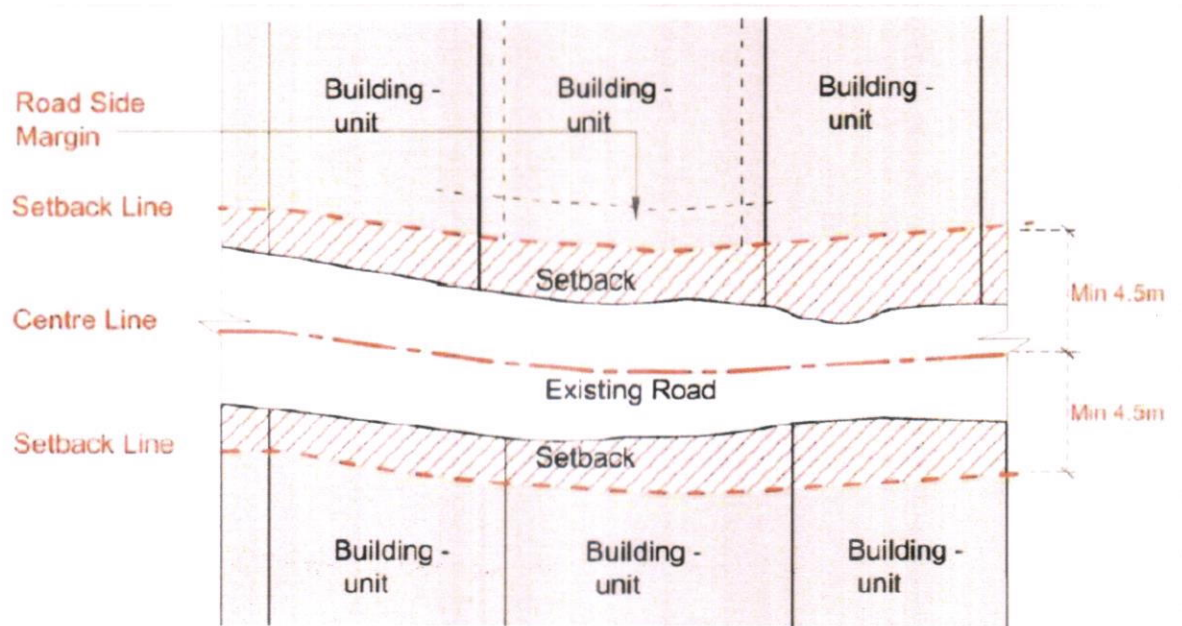 Building -
unit
Building -
unit
Building -
unit
Road Side
Margin
Setback Line
Setback
Min 4.5m
Centre Line
Existing Road
Min 4.5m
Setback Line
Setback
Building -
unit
Building -
unit
Building -
unit